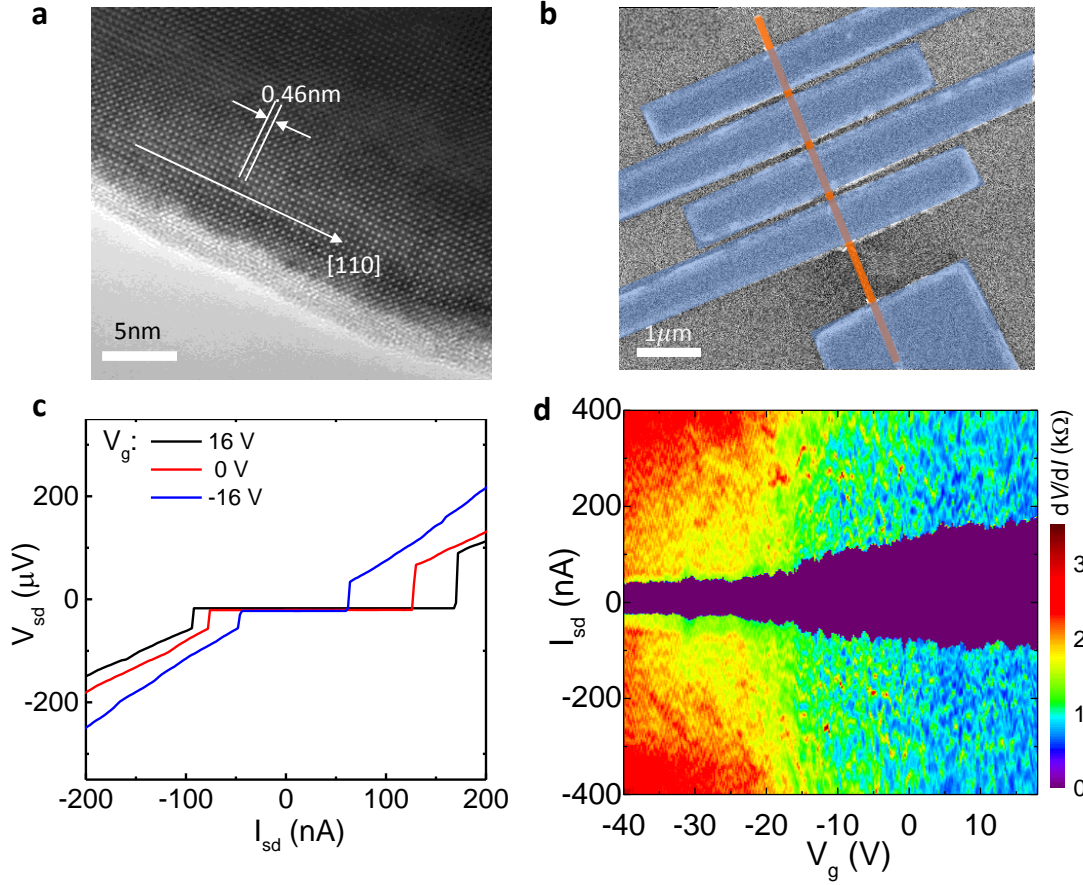 a
0.46nm
[110]
5nm
b
1μm
c
V_g:
16 V
0 V
-16 V
200
0
-200
V_sd (μV)
-200
-100
0
100
200
I_sd (nA)
d
400
200
0
-200
-400
I_sd (nA)
-40
-30
-20
-10
0
10
V_g (V)
dV/dI (kΩ)
3
2
1
0